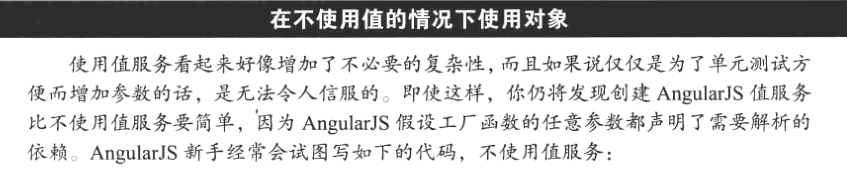 在不使用值的情况下使用对象
使用值服务看起来好像增加了不必要的复杂性，而且如果说仅仅是为了单元测试方
便而增加参数的话，是无法令人信服的。即使这样，你仍将发现创建 AngularJS 值服务
比不使用值服务要简单，因为 AngularJS 假设工厂函数的任意参数都声明了需要解析的
依赖。AngularJS 新手经常会试图写如下的代码，不使用值服务：